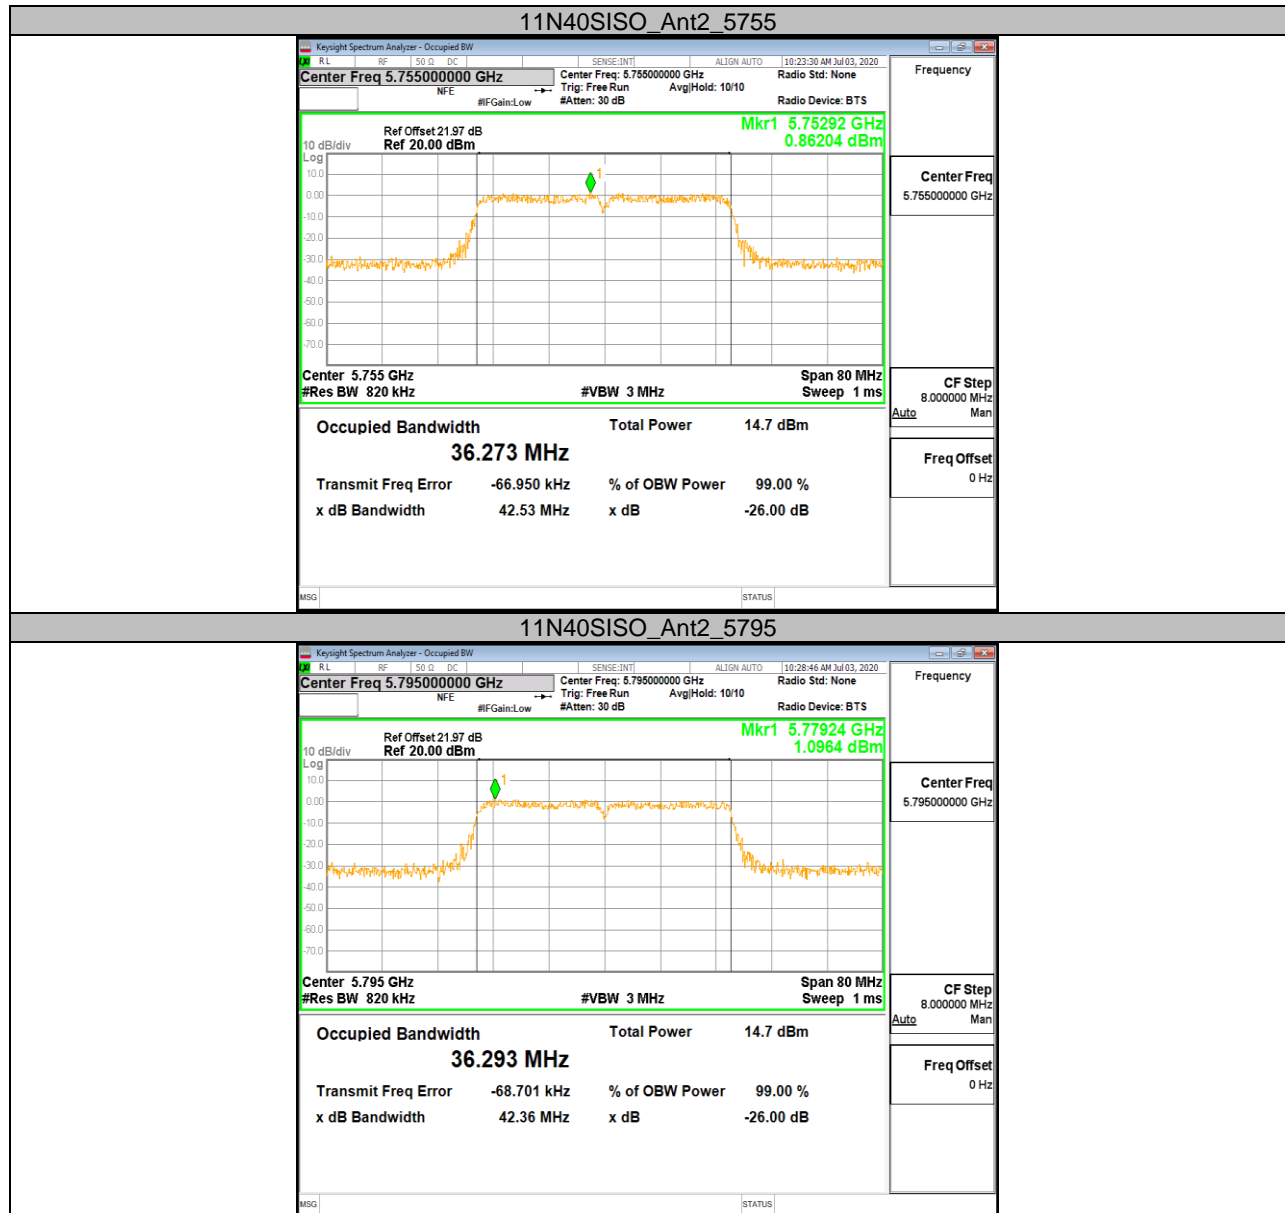 11N40SISO_Ant2_5755
Keysight Spectrum Analyzer - Occupied BW
RL RF 50 Ω DC SENSE:INT ALIGN AUTO 10:23:30 AM Jul 03, 2020
Center Freq 5.755000000 GHz
Center Freq: 5.755000000 GHz
Radio Std: None
NFE
Trig: Free Run Avg|Hold: 10/10
#IFGain:Low
#Atten: 30 dB
Radio Device: BTS
Frequency
Mkr1 5.75292 GHz
0.86204 dBm
Ref Offset 21.97 dB
10 dB/div Ref 20.00 dBm
Log
10.0
0.00
-10.0
-20.0
-30.0
-40.0
-50.0
-60.0
-70.0
1
Center 5.755 GHz
Span 80 MHz
#Res BW 820 kHz
#VBW 3 MHz
Sweep 1 ms
Center Freq
5.755000000 GHz
CF Step
8.000000 MHz
Auto Man
Freq Offset
0 Hz
Occupied Bandwidth
Total Power 14.7 dBm
36.273 MHz
Transmit Freq Error -66.950 kHz % of OBW Power 99.00 %
x dB Bandwidth 42.53 MHz x dB -26.00 dB
MSG STATUS
11N40SISO_Ant2_5795
Keysight Spectrum Analyzer - Occupied BW
RL RF 50 Ω DC SENSE:INT ALIGN AUTO 10:28:46 AM Jul 03, 2020
Center Freq 5.795000000 GHz
Center Freq: 5.795000000 GHz
Radio Std: None
NFE
Trig: Free Run Avg|Hold: 10/10
#IFGain:Low
#Atten: 30 dB
Radio Device: BTS
Frequency
Mkr1 5.77924 GHz
1.0964 dBm
Ref Offset 21.97 dB
10 dB/div Ref 20.00 dBm
Log
10.0
0.00
-10.0
-20.0
-30.0
-40.0
-50.0
-60.0
-70.0
1
Center 5.795 GHz
Span 80 MHz
#Res BW 820 kHz
#VBW 3 MHz
Sweep 1 ms
Center Freq
5.795000000 GHz
CF Step
8.000000 MHz
Auto Man
Freq Offset
0 Hz
Occupied Bandwidth
Total Power 14.7 dBm
36.293 MHz
Transmit Freq Error -68.701 kHz % of OBW Power 99.00 %
x dB Bandwidth 42.36 MHz x dB -26.00 dB
MSG STATUS